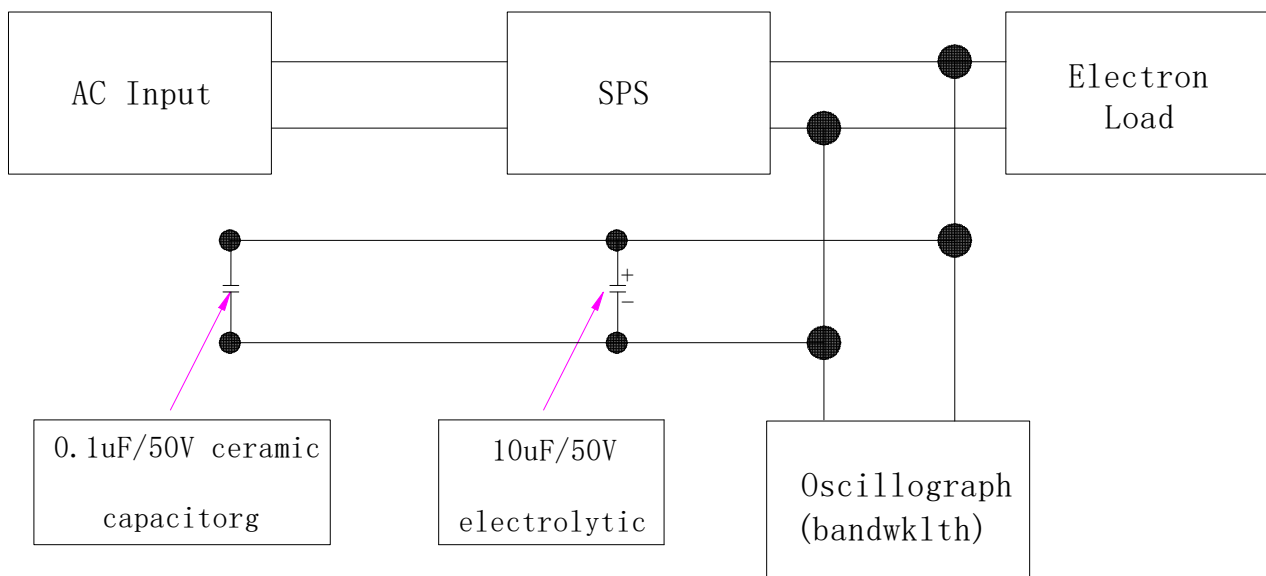 AC Input
SPS
Electron
Load
+
−
0.1uF/50V ceramic
capacitorg
10uF/50V
electrolytic
Oscillograph
(bandwklth)